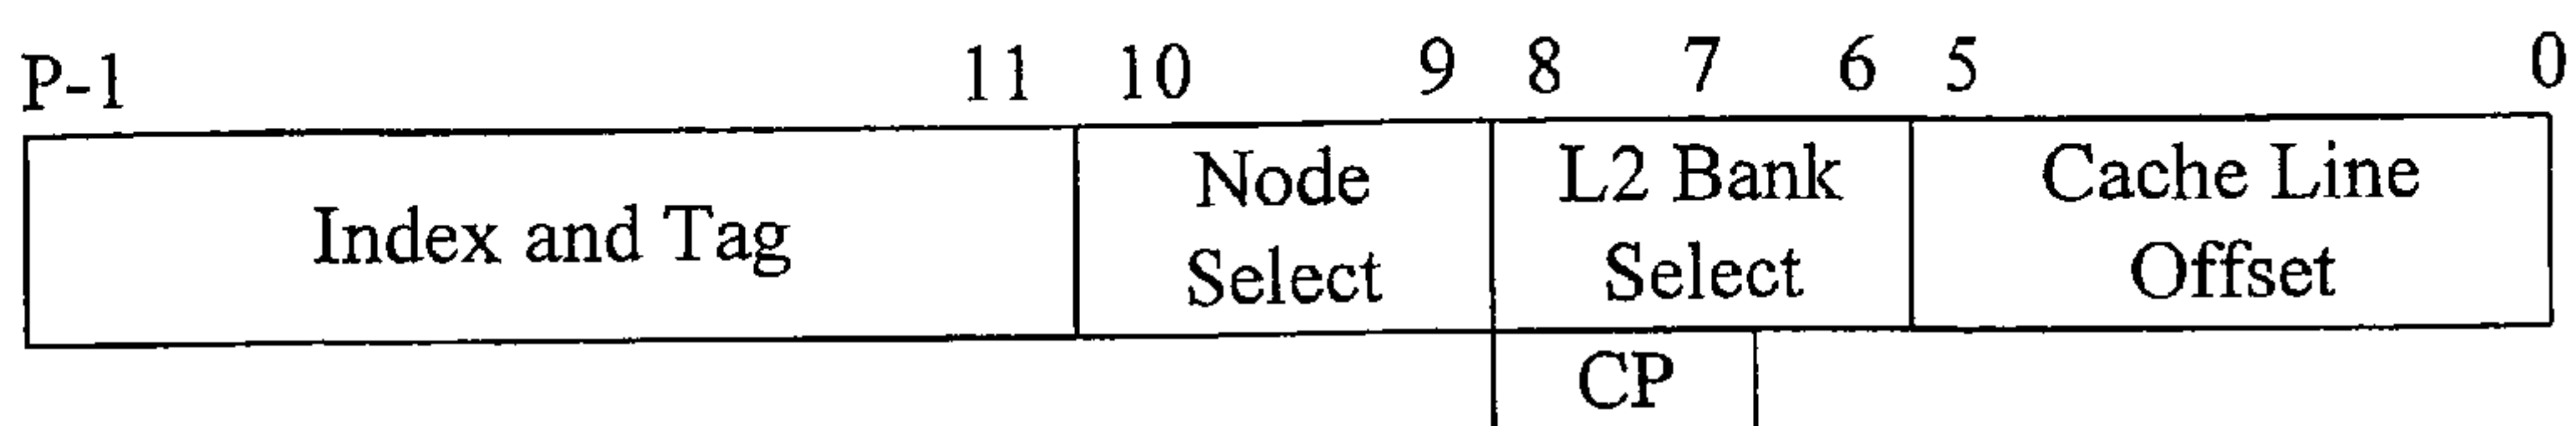 P-1 11 10 9 8 7 6 5 0
Index and Tag
Node
Select
L2 Bank
Select
Cache Line
Offset
CP